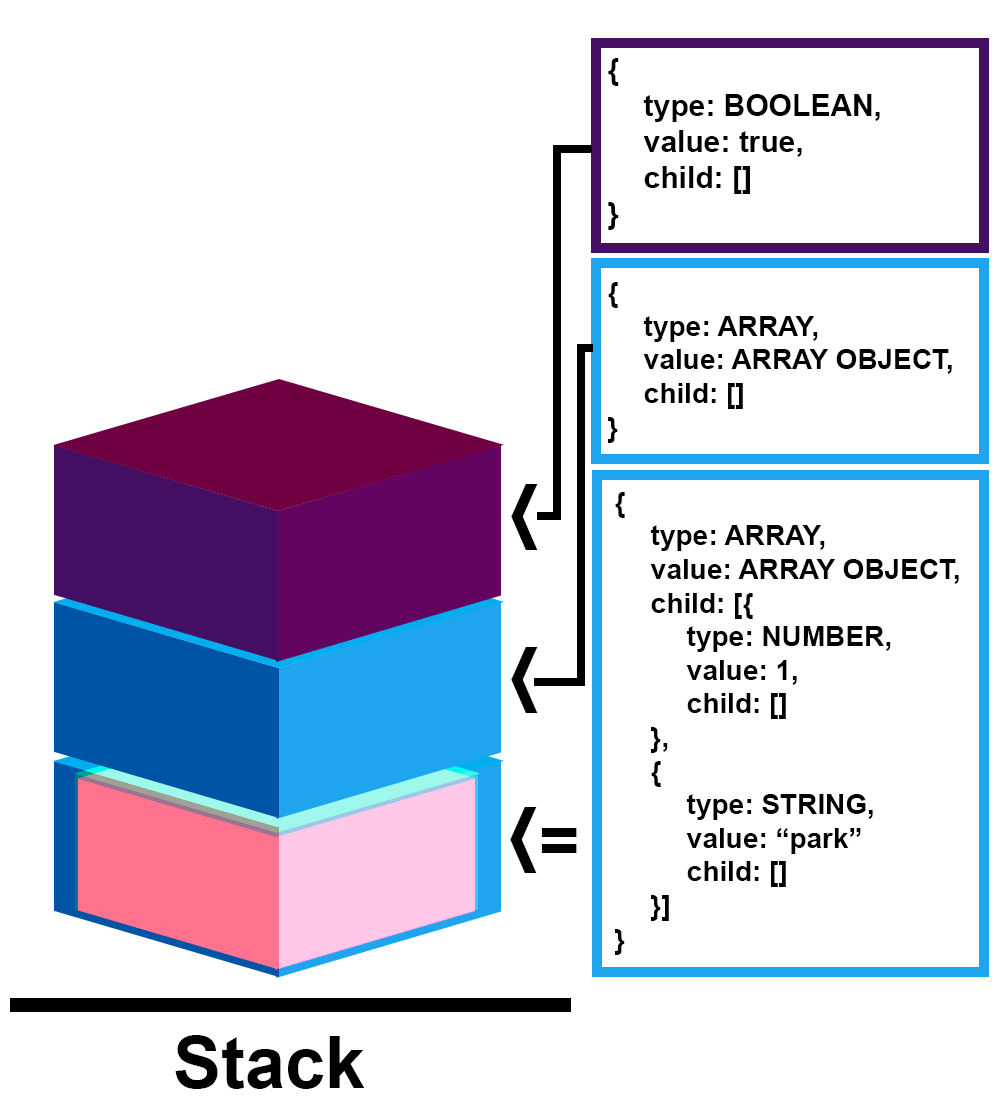 {
type: BOOLEAN,
value: true,
child: []
}
{
type: ARRAY,
value: ARRAY OBJECT,
child: []
}
{
type: ARRAY,
value: ARRAY OBJECT,
child: [{
type: NUMBER,
value: 1,
child: []
},
{
type: STRING,
value: “park”
child: []
}]
}
=
Stack